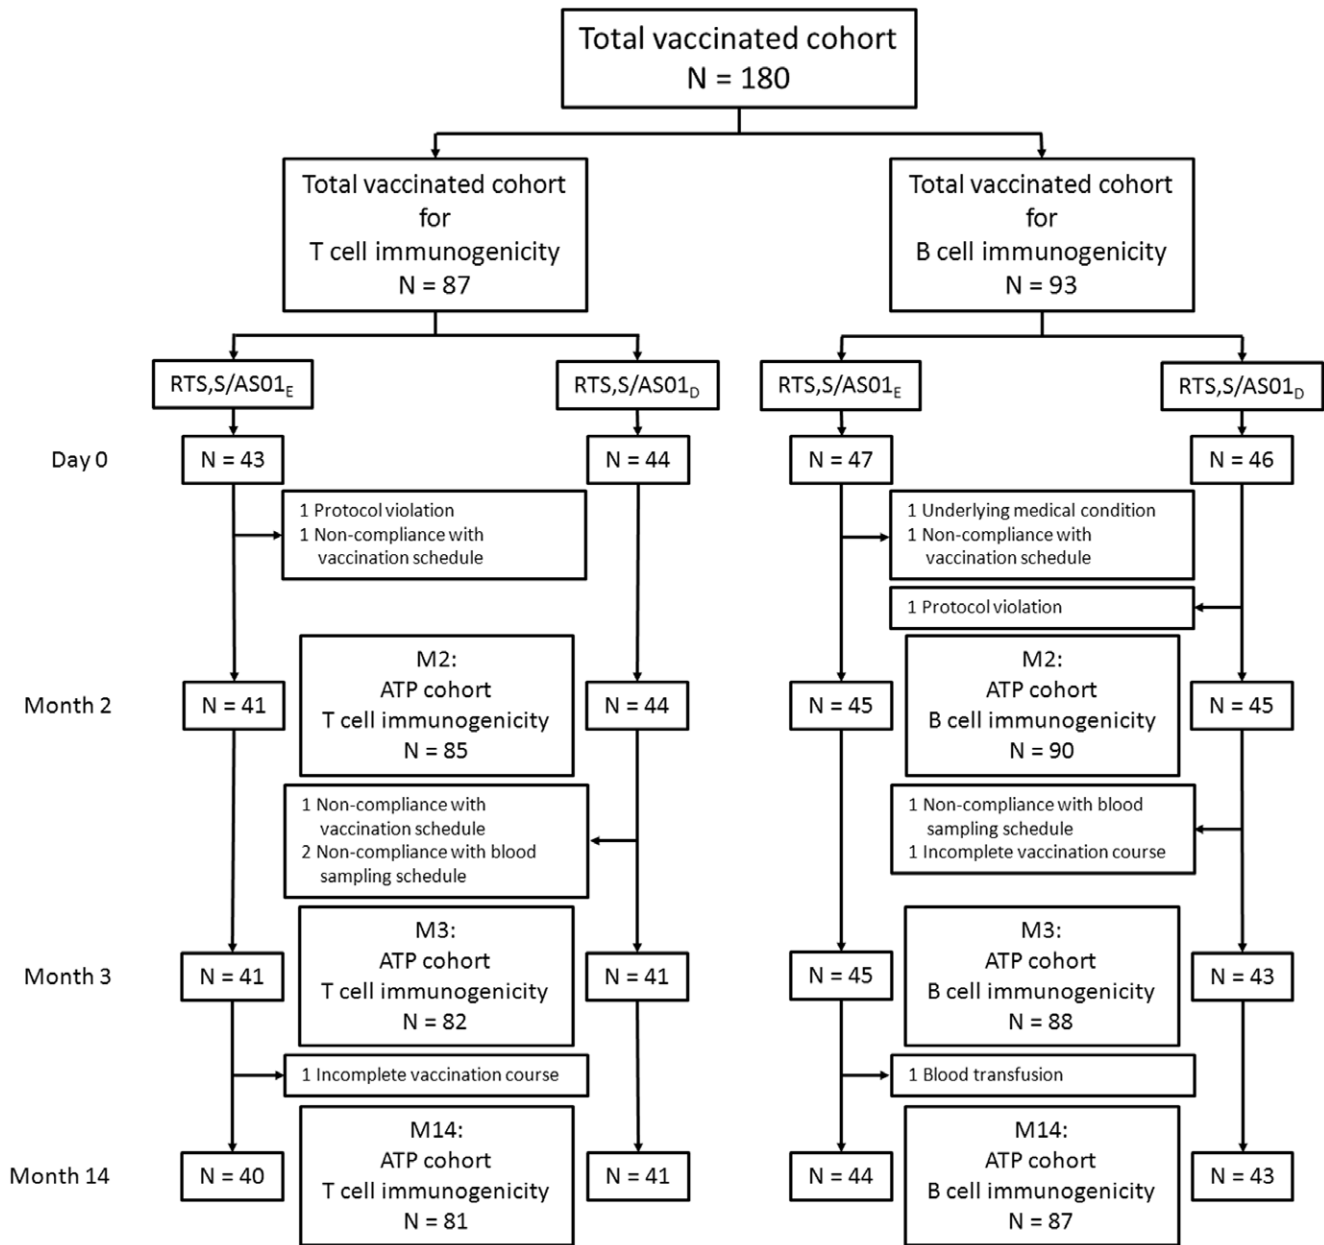 Total vaccinated cohort
N = 180
Total vaccinated cohort
for
T cell immunogenicity
N = 87
Total vaccinated cohort
for
B cell immunogenicity
N = 93
RTS,S/AS01E
RTS,S/AS01D
RTS,S/AS01E
RTS,S/AS01D
Day 0
N = 43
N = 44
N = 47
N = 46
1 Protocol violation
1 Non-compliance with
vaccination schedule
1 Underlying medical condition
1 Non-compliance with
vaccination schedule
1 Protocol violation
Month 2
N = 41
M2:
ATP cohort
T cell immunogenicity
N = 85
N = 44
N = 45
M2:
ATP cohort
B cell immunogenicity
N = 90
N = 45
1 Non-compliance with
vaccination schedule
2 Non-compliance with blood
sampling schedule
1 Non-compliance with blood
sampling schedule
1 Incomplete vaccination course
Month 3
N = 41
M3:
ATP cohort
T cell immunogenicity
N = 82
N = 41
N = 45
M3:
ATP cohort
B cell immunogenicity
N = 88
N = 43
1 Incomplete vaccination course
1 Blood transfusion
Month 14
N = 40
M14:
ATP cohort
T cell immunogenicity
N = 81
N = 41
N = 44
M14:
ATP cohort
B cell immunogenicity
N = 87
N = 43